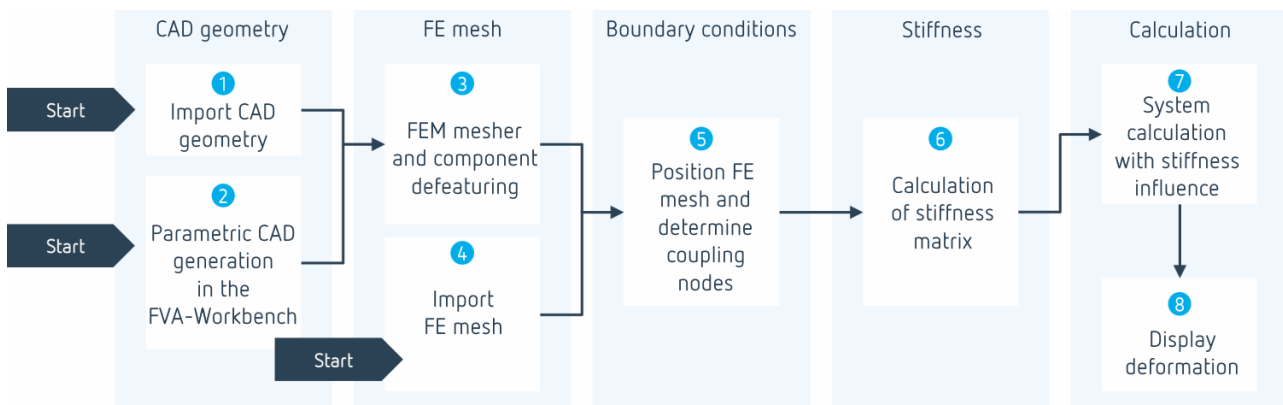 CAD geometry
Start
1
Import CAD
geometry
Start
2
Parametric CAD
generation
in the
FVA-Workbench
FE mesh
3
FEM mesher
and component
defeaturing
Start
4
Import
FE mesh
Boundary conditions
5
Position FE
mesh and
determine
coupling
nodes
Stiffness
6
Calculation
of stiffness
matrix
Calculation
7
System
calculation
with stiffness
influence
8
Display
deformation